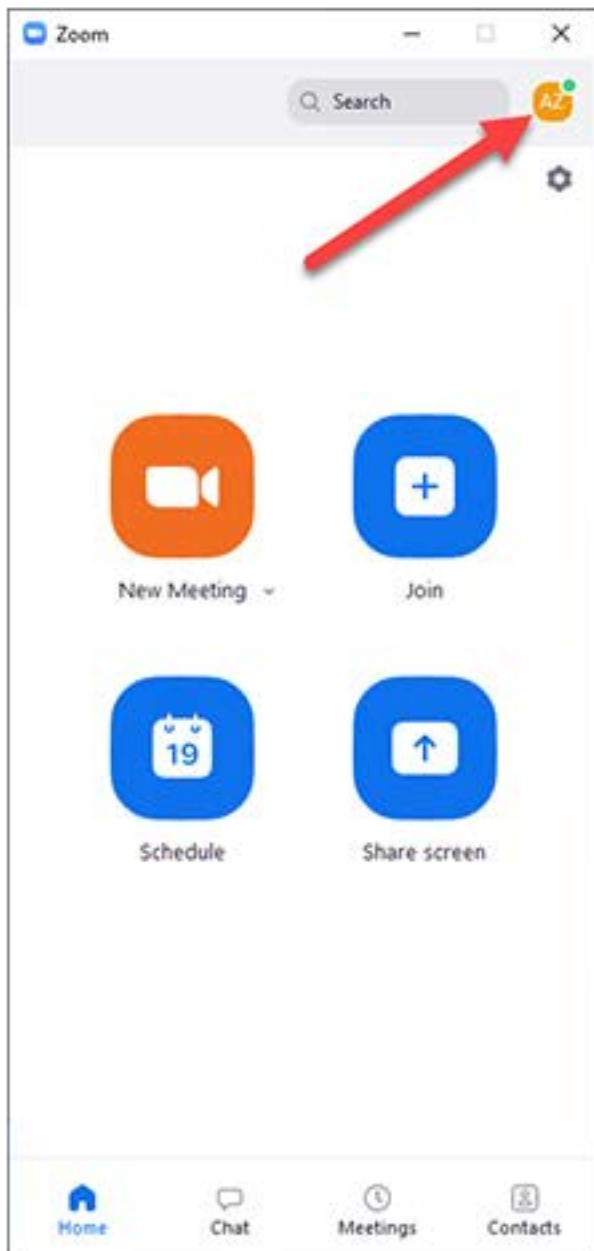 Zoom
Search
AZ
New Meeting
Join
19
Schedule
Share screen
Home
Chat
Meetings
Contacts